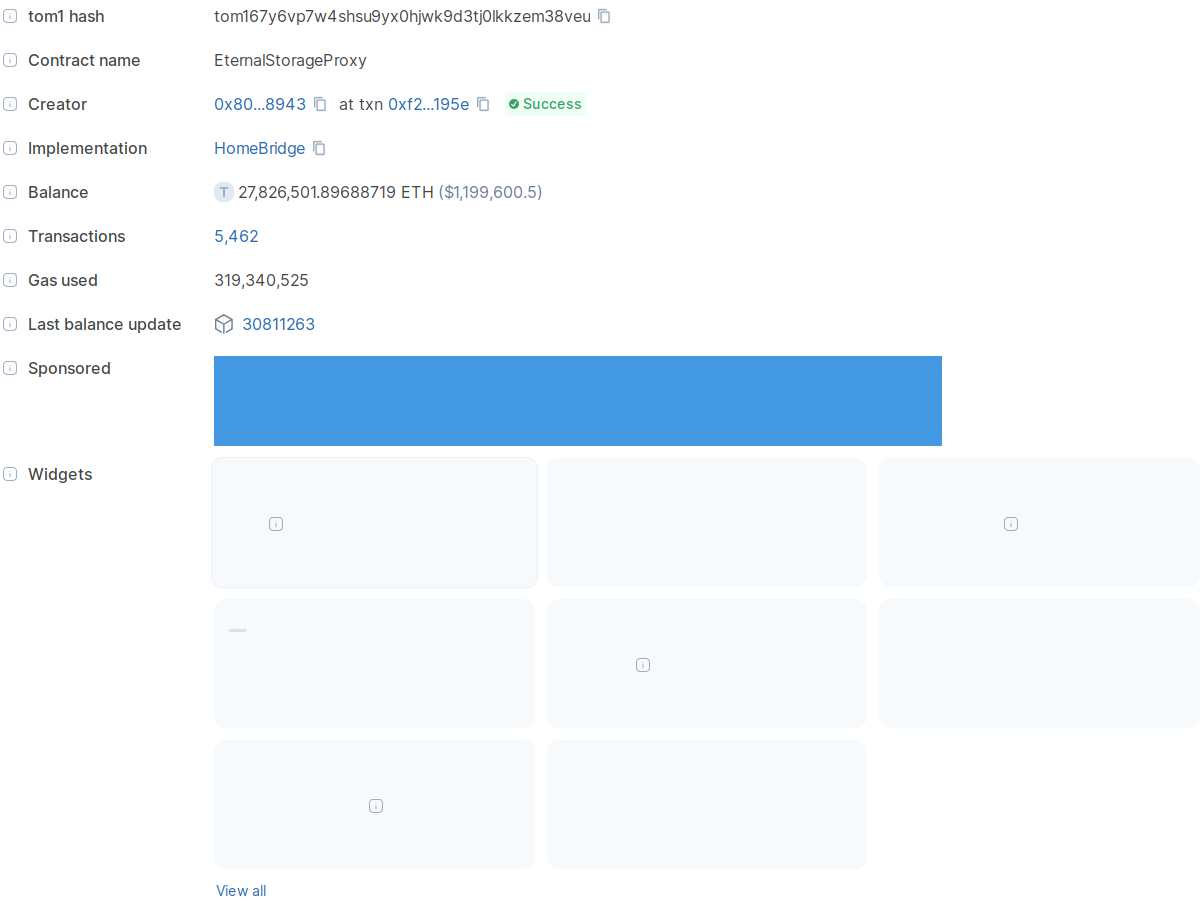 tom1 hash tom167y6vp7w4shsu9yx0hjwk9d3tj0lkkzem38veu
Contract name EternalStorageProxy
Creator 0x80...8943 at txn 0xf2...195e Success
Implementation HomeBridge
Balance T 27,826,501.89688719 ETH ($1,199,600.5)
Transactions 5,462
Gas used 319,340,525
Last balance update 30811263
Sponsored
Widgets
View all